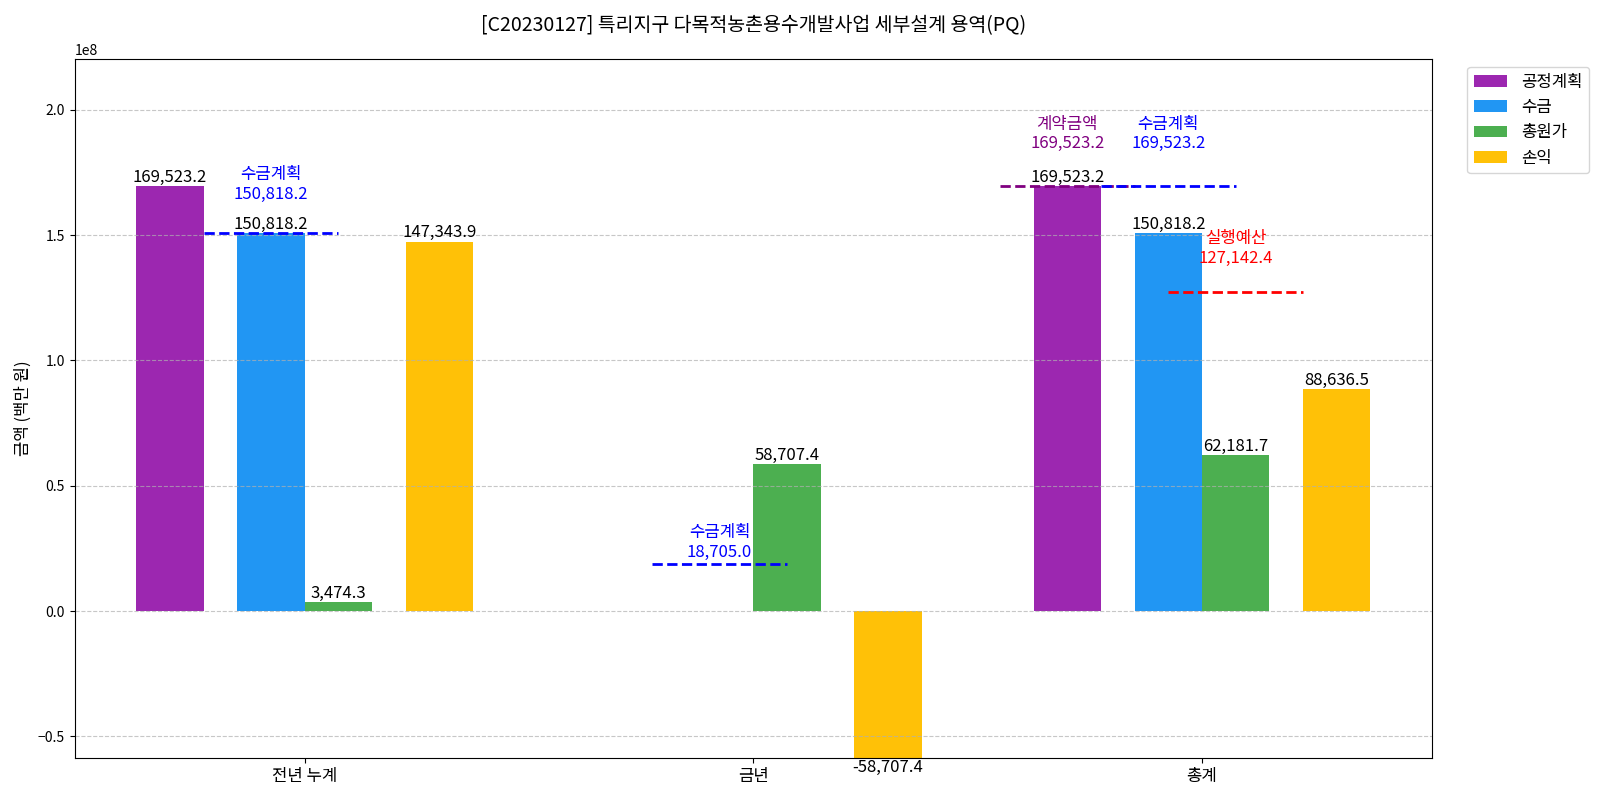 [C20230127] 특리지구 다목적농촌용수개발사업 세부설계 용역(PQ)
1e8
공정계획
수금
총원가
손익
2.0
1.5
1.0
0.5
0.0
−0.5
금액 (백만 원)
169,523.2
수금계획
150,818.2
150,818.2
3,474.3
147,343.9
수금계획
18,705.0
58,707.4
-58,707.4
계약금액
169,523.2
169,523.2
수금계획
169,523.2
150,818.2
실행예산
127,142.4
62,181.7
88,636.5
전년 누계
금년
총계